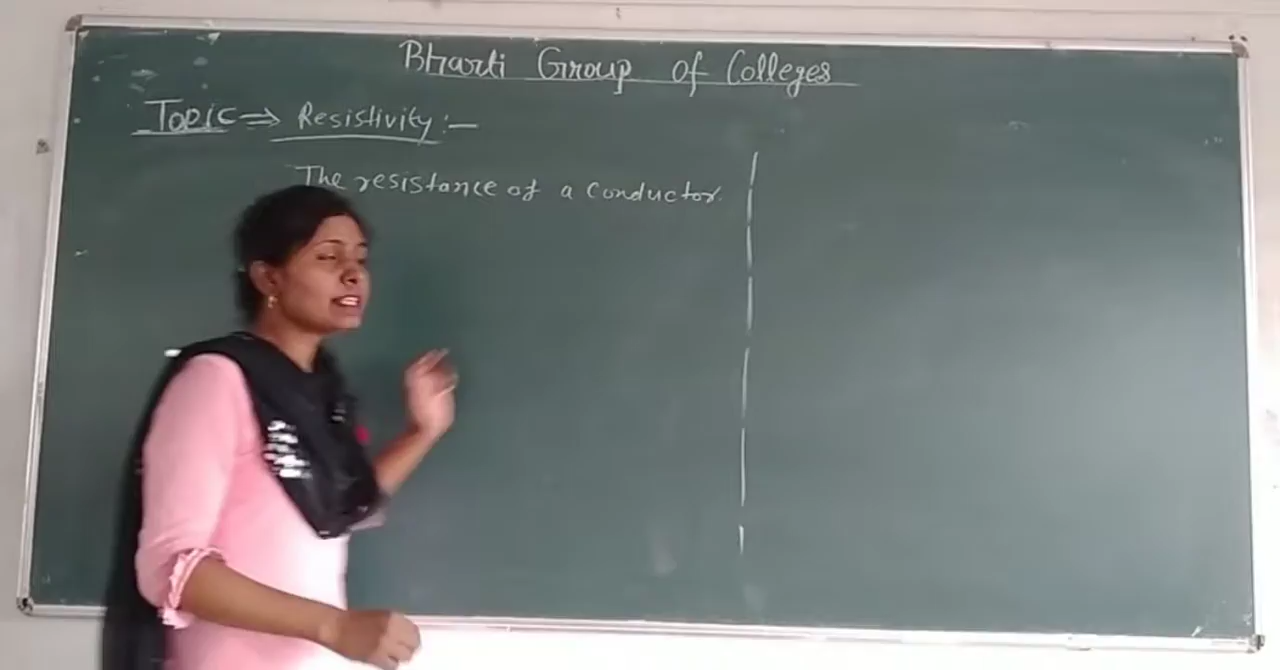 Bharti Group of Colleges
TOPIC ⇒ Resistivity :-
The resistance of a conductor